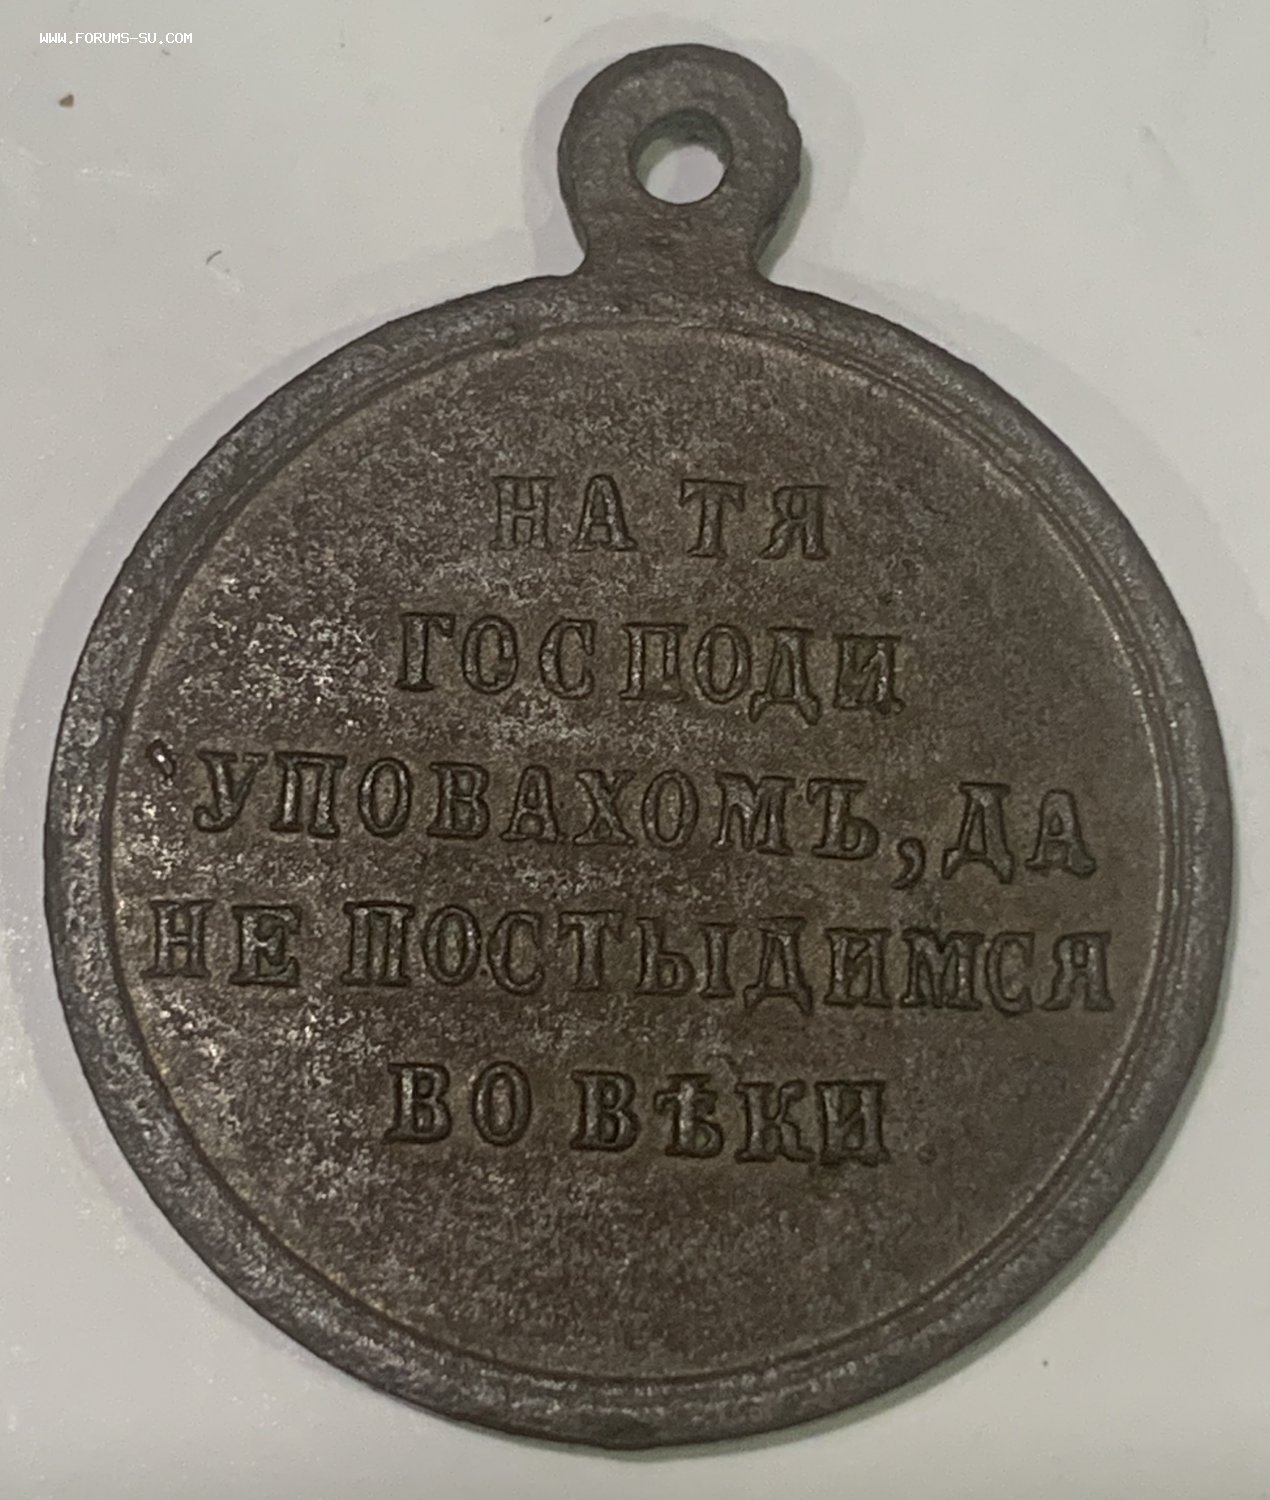 WWW.FORUMS-SU.COM
НА ТЯ
ГОСПОДИ
УПОВАХОМЪ, ДА
НЕ ПОСТЫДИМСЯ
ВО ВѢКИ.